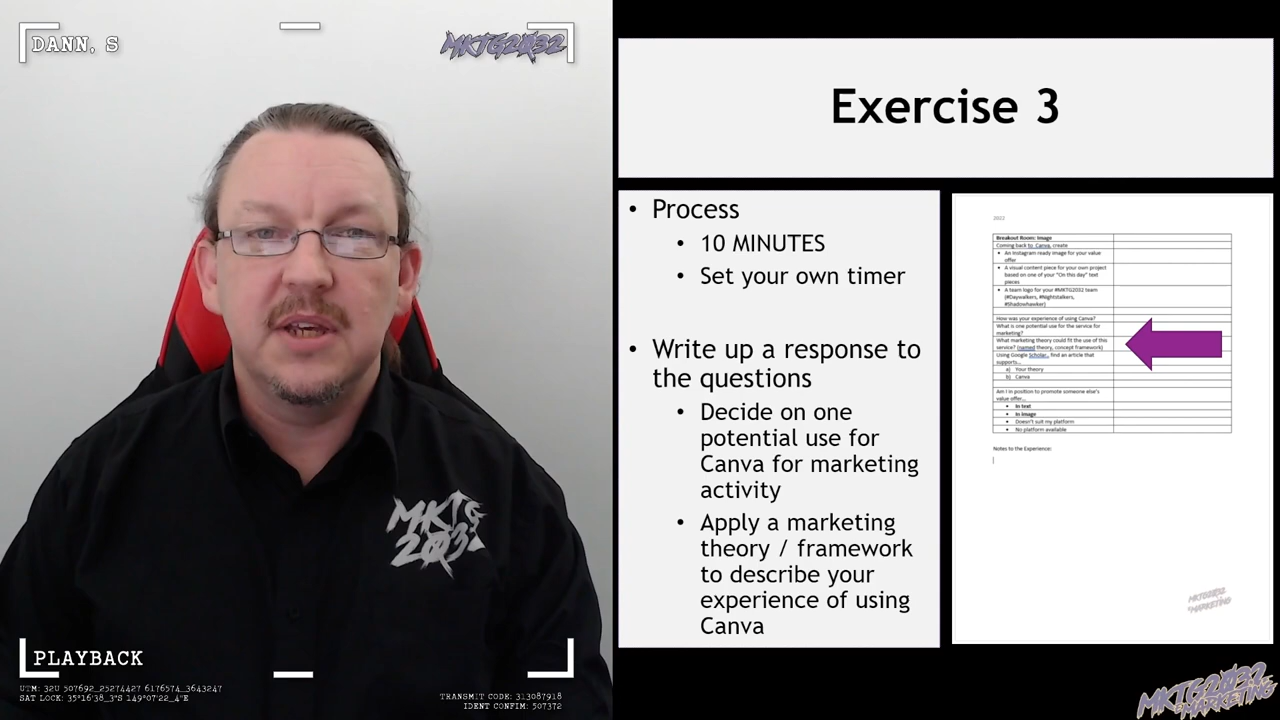 DANN, S
MKTG2032
MKTG
203
PLAYBACK
UTM: 32U 507692_25274427 6176574_3643247
SAT LOCK: 35°16'38_3"S 149°07'22_4"E
TRANSMIT CODE: 313087918
IDENT CONFIM: 507372
Exercise 3
• Process
• 10 MINUTES
• Set your own timer
• Write up a response to
the questions
• Decide on one
potential use for
Canva for marketing
activity
• Apply a marketing
theory / framework
to describe your
experience of using
Canva
2022
Breakout Room: Image
Coming back to Canva, create
• An Instagram ready image for your value
offer
• A visual content piece for your own project
based on one of your "On this day" text
pieces
• A team logo for your #MKTG2032 team
(#Daywalkers, #Nightstalkers,
#Shadowhawker)
How was your experience of using Canva?
What is one potential use for the service for
marketing?
What marketing theory could fit the use of this
service? (named theory, concept framework)
Using Google Scholar, find an article that
supports...
a) Your theory
b) Canva
Am I in position to promote someone else's
value offer...
• In text
• In image
• Doesn't suit my platform
• No platform available
Notes to the Experience:
MKTG2032
MARKETING
MKTG2032
MARKETING